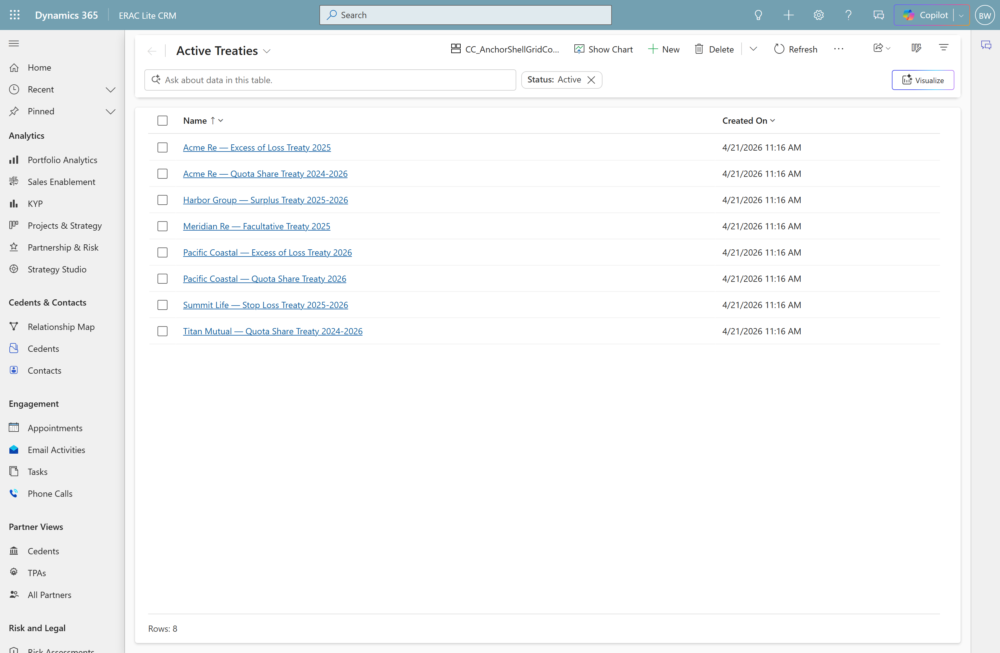 Dynamics 365
ERAC Lite CRM
Search
Copilot
BW
Home
Recent
Pinned
Analytics
Portfolio Analytics
Sales Enablement
KYP
Projects & Strategy
Partnership & Risk
Strategy Studio
Cedents & Contacts
Relationship Map
Cedents
Contacts
Engagement
Appointments
Email Activities
Tasks
Phone Calls
Partner Views
Cedents
TPAs
All Partners
Risk and Legal
Risk Assessments
Active Treaties
CC_AnchorShellGridCo...
Show Chart
New
Delete
Refresh
Ask about data in this table.
Status: Active
Visualize
Name Created On
Acme Re — Excess of Loss Treaty 2025 4/21/2026 11:16 AM
Acme Re — Quota Share Treaty 2024-2026 4/21/2026 11:16 AM
Harbor Group — Surplus Treaty 2025-2026 4/21/2026 11:16 AM
Meridian Re — Facultative Treaty 2025 4/21/2026 11:16 AM
Pacific Coastal — Excess of Loss Treaty 2026 4/21/2026 11:16 AM
Pacific Coastal — Quota Share Treaty 2026 4/21/2026 11:16 AM
Summit Life — Stop Loss Treaty 2025-2026 4/21/2026 11:16 AM
Titan Mutual — Quota Share Treaty 2024-2026 4/21/2026 11:16 AM
Rows: 8